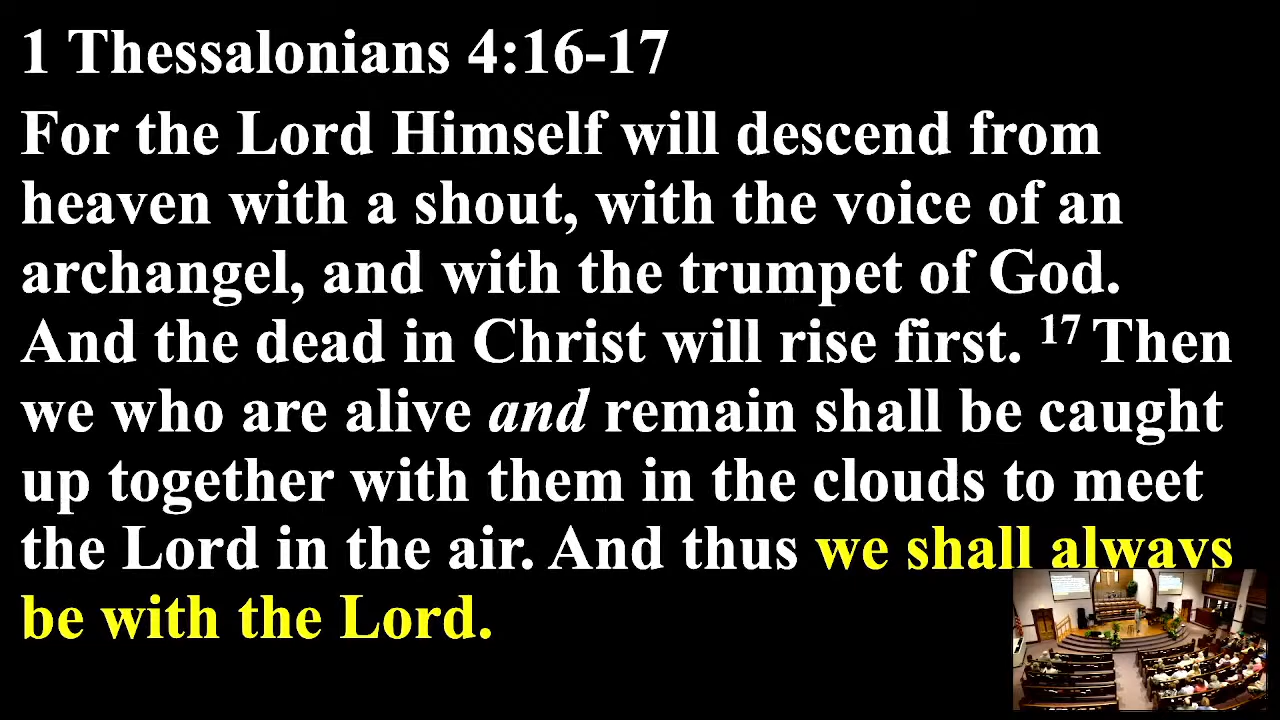 1 Thessalonians 4:16-17
For the Lord Himself will descend from
heaven with a shout, with the voice of an
archangel, and with the trumpet of God.
And the dead in Christ will rise first. 17 Then
we who are alive and remain shall be caught
up together with them in the clouds to meet
the Lord in the air. And thus we shall always
be with the Lord.